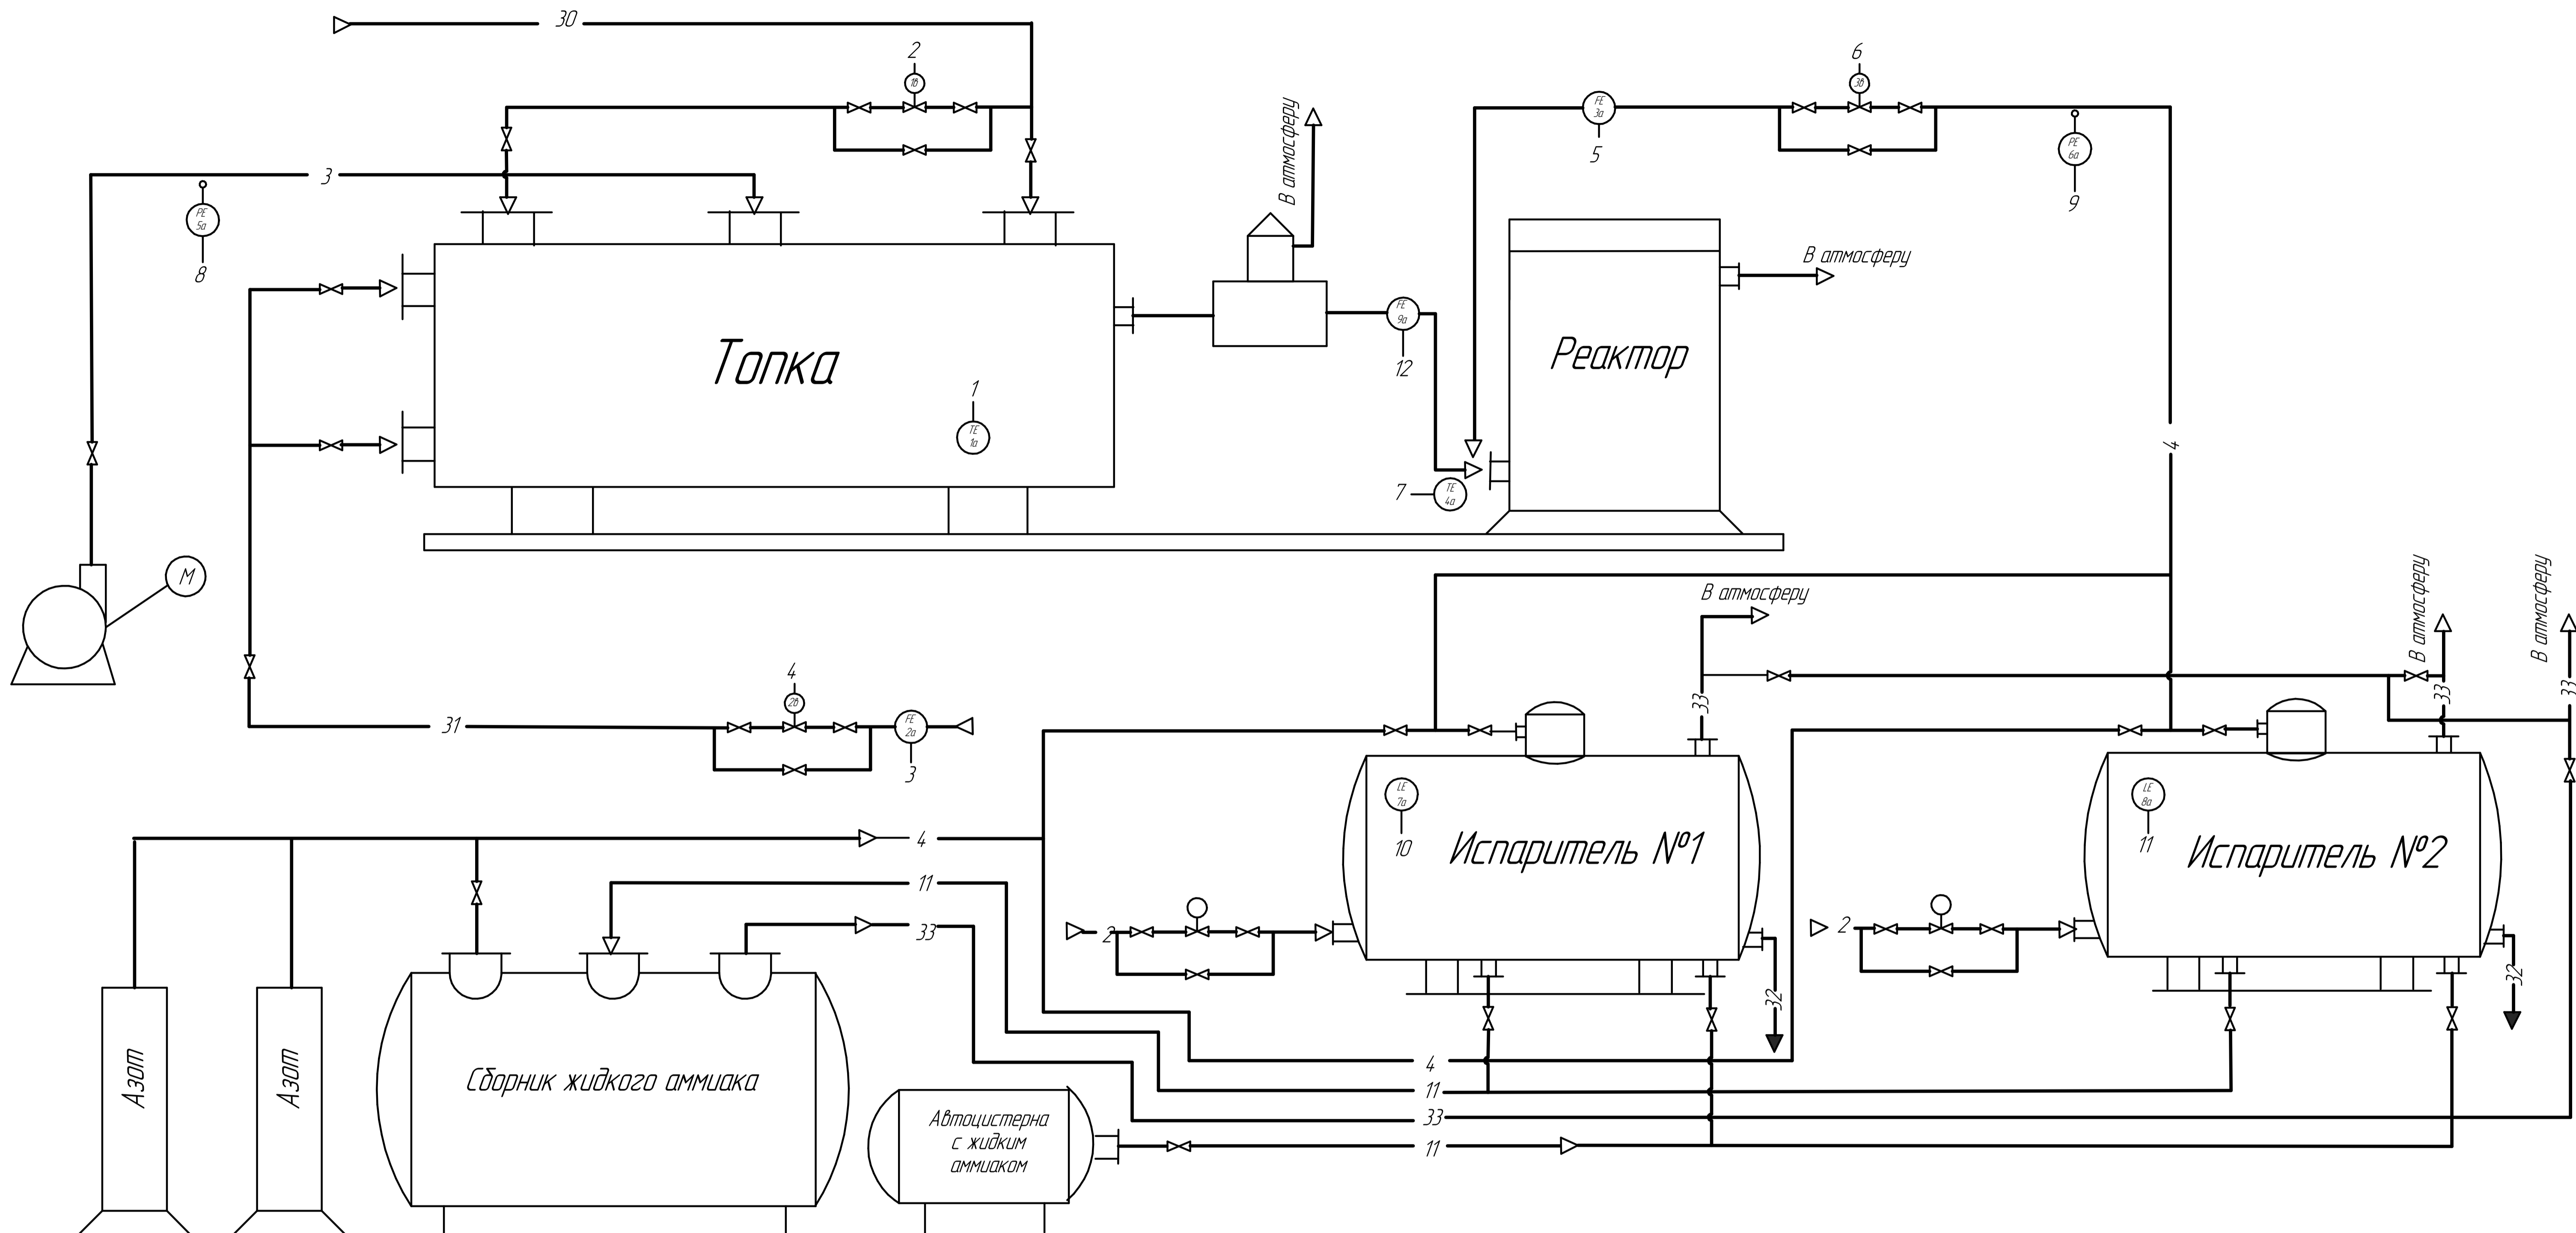 30
2
1в
6
3в
FE
3а
5
PE
6а
9
3
PE
5а
8
В атмосферу
В атмосферу
FE
9а
12
Топка
Реактор
1
TE
1а
7
TE
4а
4
М
В атмосферу
В атмосферу
В атмосферу
4
2в
31
FE
2а
3
33
33
33
LE
7а
10
Испаритель №1
LE
8а
11
Испаритель №2
4
11
33
2
2
32
32
Азот
Азот
Сборник жидкого аммиака
Автоцистерна
с жидким
аммиаком
4
11
33
11